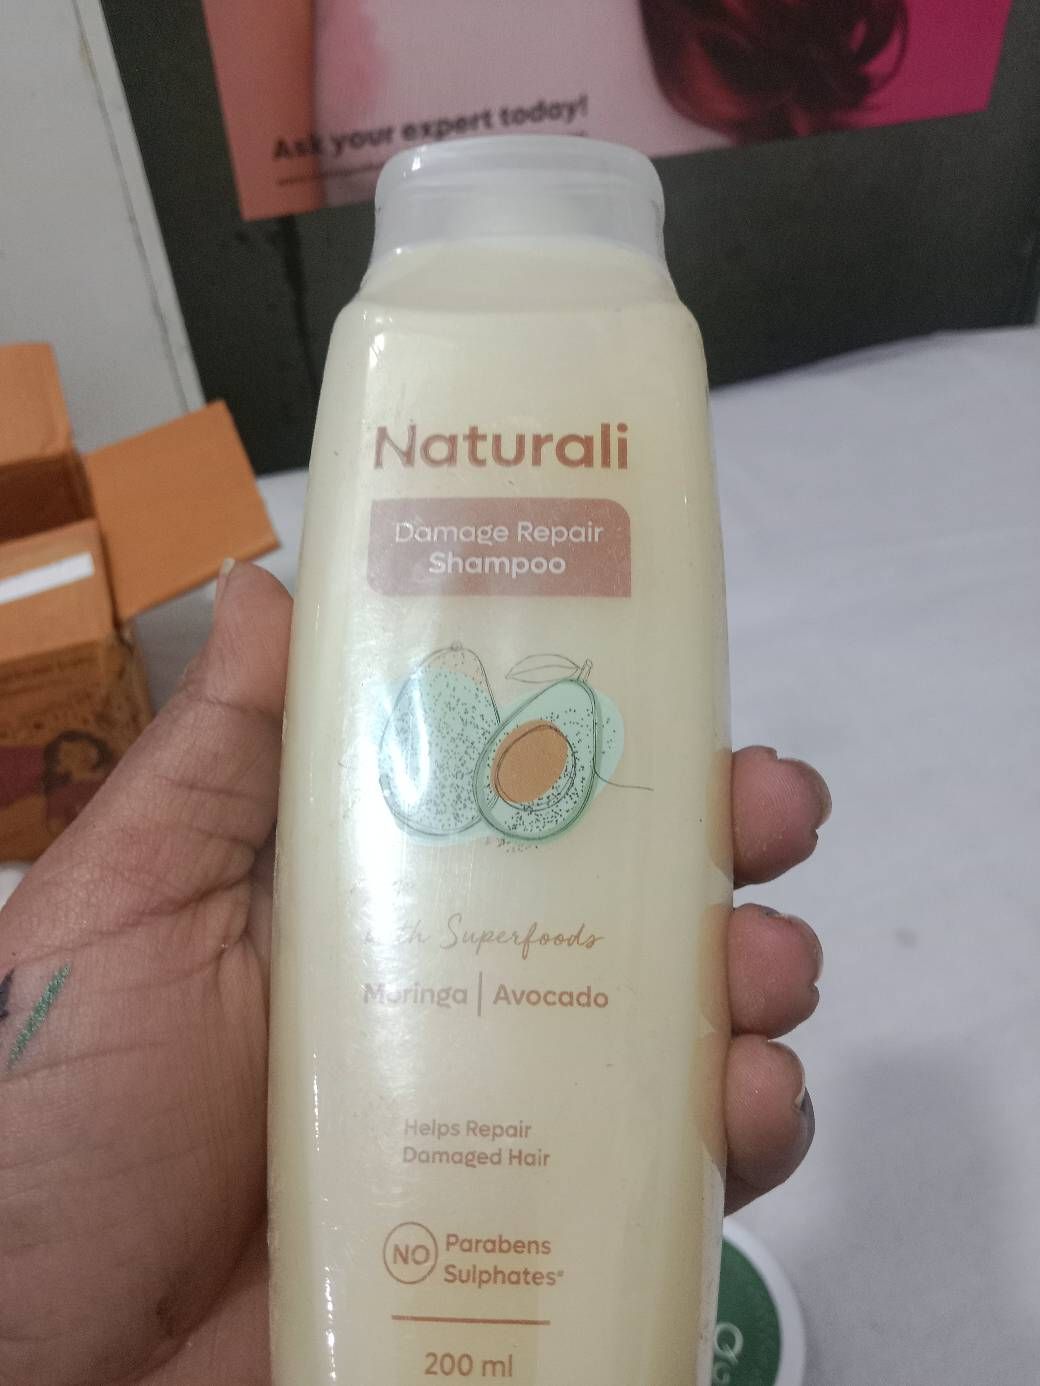 Ask your expert today!
Naturali
Damage Repair
Shampoo
with Superfoods
Moringa | Avocado
Helps Repair
Damaged Hair
NO Parabens
Sulphates*
200 ml